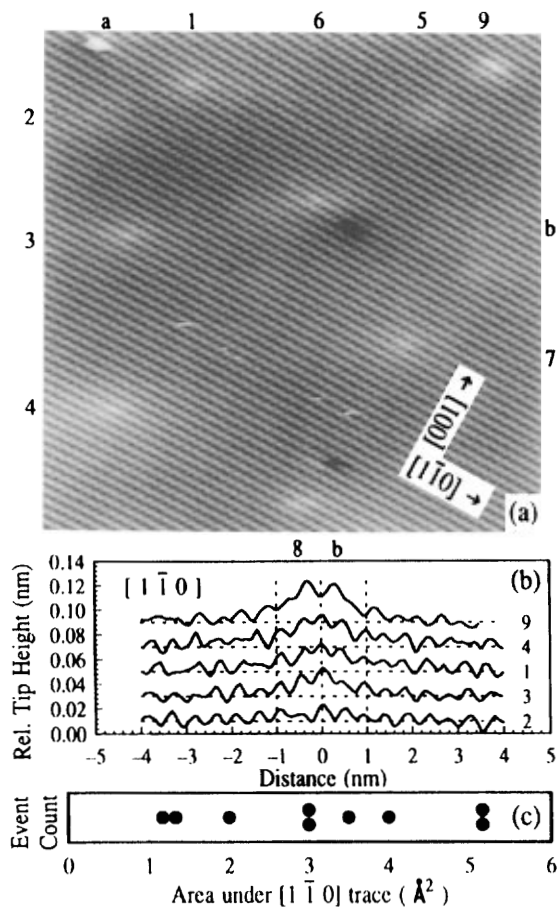 a 1 6 5 9
2
3
b
7
4
[100]
[1 1̄ 0]
(a)
8 b
0.14
[ 1 1̄ 0 ]
(b)
0.12
0.10
9
0.08
4
0.06
1
0.04
3
0.02
2
0.00
Rel. Tip Height (nm)
−5 −4 −3 −2 −1 0 1 2 3 4 5
Distance (nm)
Event Count
(c)
0 1 2 3 4 5 6
Area under [1 1̄ 0] trace ( Å² )